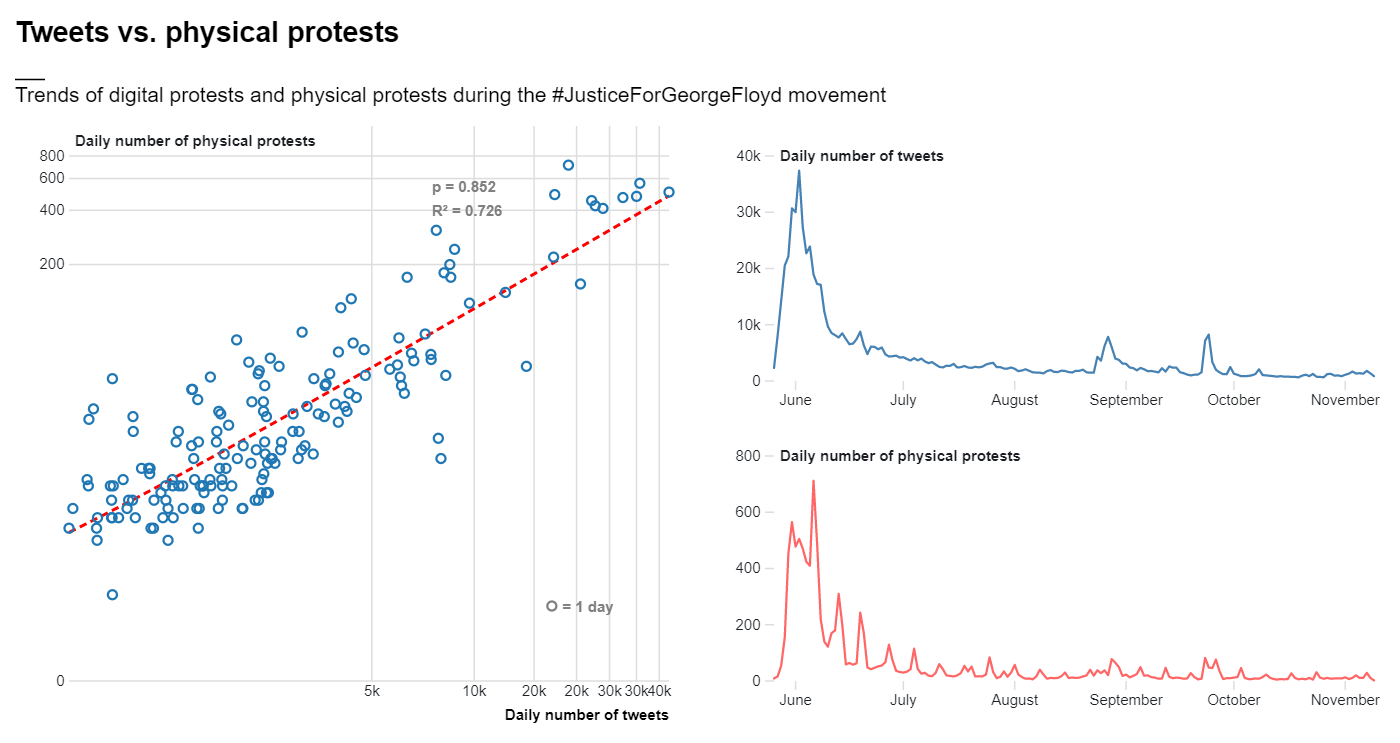 Tweets vs. physical protests
Trends of digital protests and physical protests during the #JusticeForGeorgeFloyd movement
Daily number of physical protests
800
600
400
200
0
p = 0.852
R² = 0.726
O = 1 day
5k
10k
20k
20k
30k
30k
40k
Daily number of tweets
Daily number of tweets
40k
30k
20k
10k
0
June
July
August
September
October
November
Daily number of physical protests
800
600
400
200
0
June
July
August
September
October
November